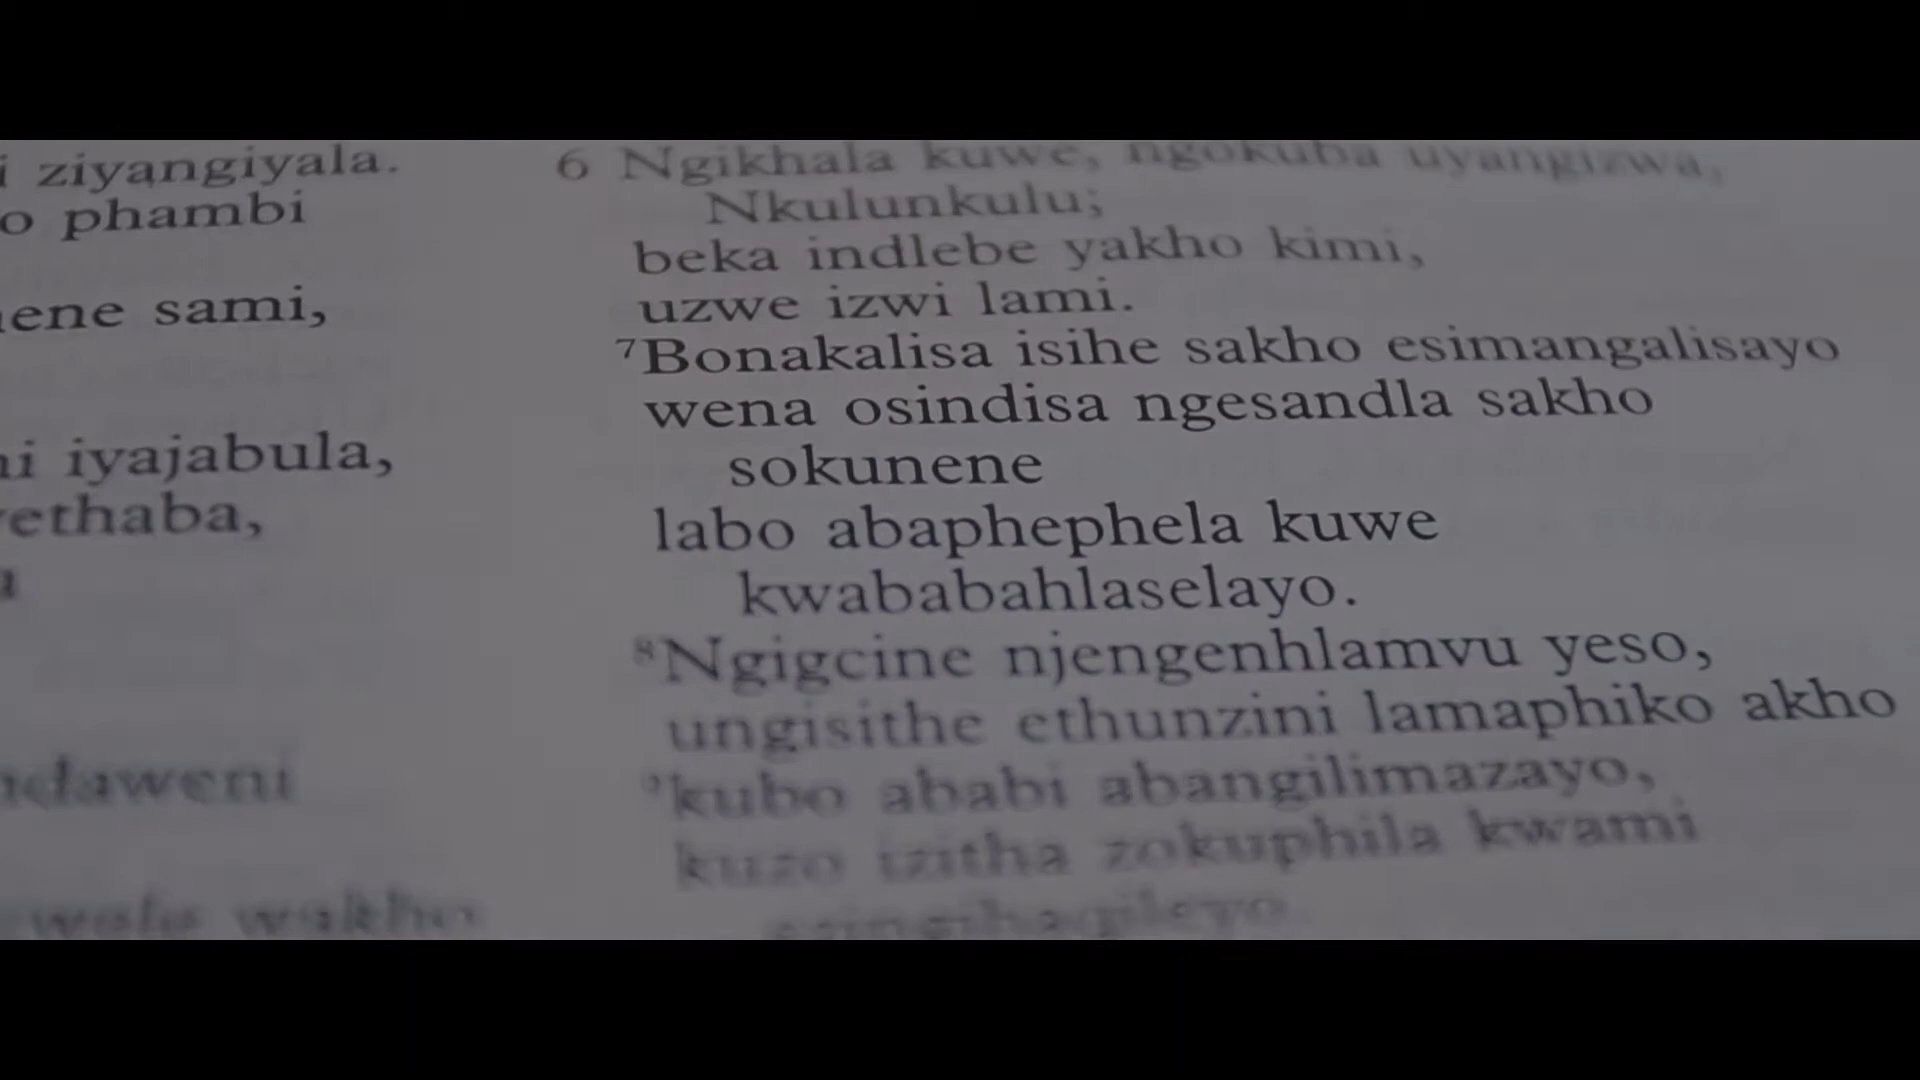 ziyangiyala.
phambi
sami,
iyajabula,
6 Ngikhala kuwe, ngokuba uyangizwa,
Nkulunkulu;
beka indlebe yakho kimi,
uzwe izwi lami.
7Bonakalisa isihe sakho esimangalisayo
wena osindisa ngesandla sakho
sokunene
labo abaphephela kuwe
kwababahlaselayo.
8Ngigcine njengenhlamvu yeso,
ungisithe ethunzini lamaphiko akho
9kubo ababi abangilimazayo,
kuzo izitha zokuphila kwami